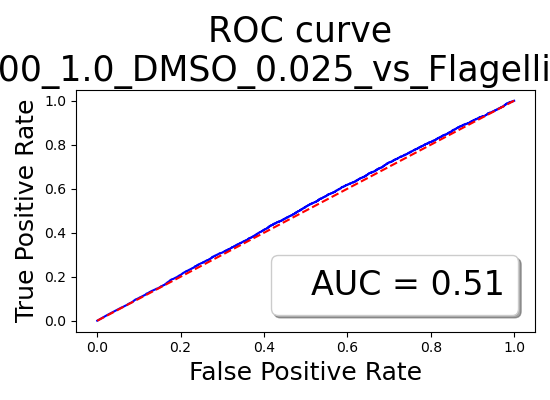 ROC curve
00_1.0_DMSO_0.025_vs_Flagelli
True Positive Rate
1.0
0.8
0.6
0.4
0.2
0.0
AUC = 0.51
0.0 0.2 0.4 0.6 0.8 1.0
False Positive Rate